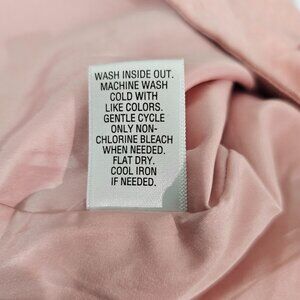 WASH INSIDE OUT.
MACHINE WASH
COLD WITH
LIKE COLORS.
GENTLE CYCLE
ONLY NON-
CHLORINE BLEACH
WHEN NEEDED.
FLAT DRY.
COOL IRON
IF NEEDED.